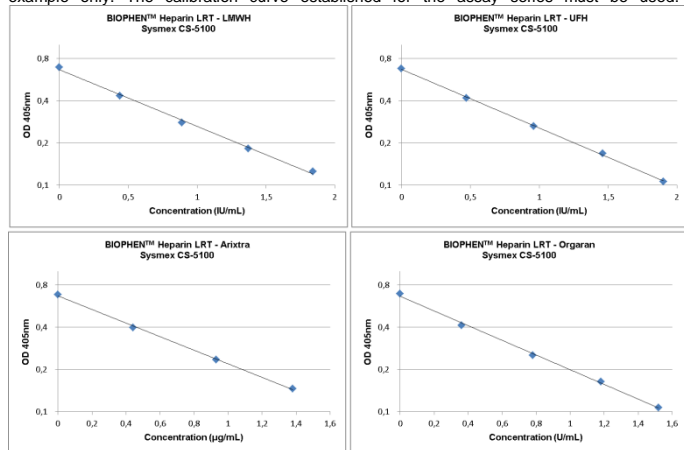 example only. The calibration curve established for the assay series must be used.
BIOPHEN™ Heparin LRT - LMWH
Sysmex CS-5100
OD 405nm
0,8
0,4
0,2
0,1
0
0,5
1
1,5
2
Concentration (IU/mL)
BIOPHEN™ Heparin LRT - UFH
Sysmex CS-5100
OD 405nm
0,8
0,4
0,2
0,1
0
0,5
1
1,5
2
Concentration (IU/mL)
BIOPHEN™ Heparin LRT - Arixtra
Sysmex CS-5100
OD 405nm
0,8
0,4
0,2
0,1
0
0,2
0,4
0,6
0,8
1
1,2
1,4
1,6
Concentration (µg/mL)
BIOPHEN™ Heparin LRT - Orgaran
Sysmex CS-5100
OD 405nm
0,8
0,4
0,2
0,1
0
0,2
0,4
0,6
0,8
1
1,2
1,4
1,6
Concentration (U/mL)